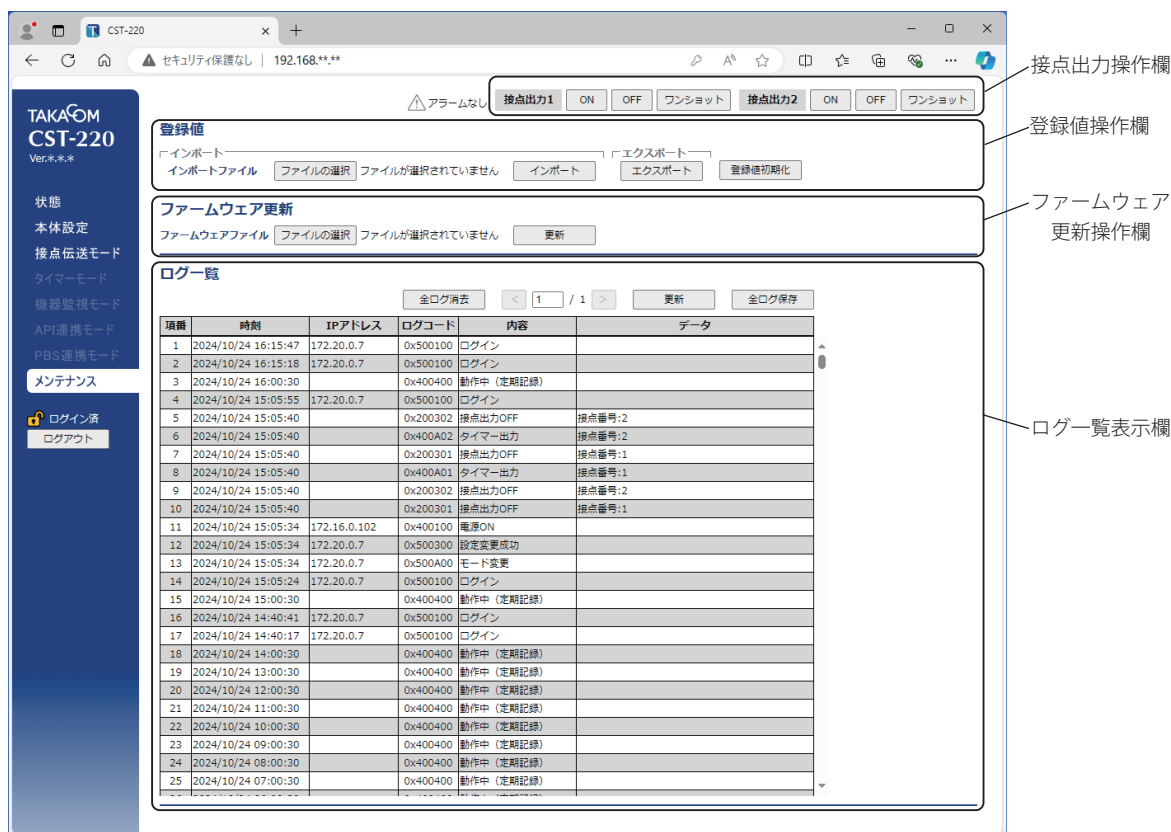 CST-220
セキュリティ保護なし | 192.168.**.**
TAKACOM
CST-220
Ver.*.*.*
状態
本体設定
接点伝送モード
タイマーモード
機器監視モード
API連携モード
PBS連携モード
メンテナンス
ログイン済
ログアウト
アラームなし 接点出力1 ON OFF ワンショット 接点出力2 ON OFF ワンショット
接点出力操作欄
登録値
インポート エクスポート
インポートファイル ファイルの選択 ファイルが選択されていません インポート エクスポート 登録値初期化
登録値操作欄
ファームウェア更新
ファームウェアファイル ファイルの選択 ファイルが選択されていません 更新
ファームウェア
更新操作欄
ログ一覧
全ログ消去 < 1 / 1 > 更新 全ログ保存
項番 時刻 IPアドレス ログコード 内容 データ
1 2024/10/24 16:15:47 172.20.0.7 0x500100 ログイン
2 2024/10/24 16:15:18 172.20.0.7 0x500100 ログイン
3 2024/10/24 16:00:30 0x400400 動作中（定期記録）
4 2024/10/24 15:05:55 172.20.0.7 0x500100 ログイン
5 2024/10/24 15:05:40 0x200302 接点出力OFF 接点番号:2
6 2024/10/24 15:05:40 0x400A02 タイマー出力 接点番号:2
7 2024/10/24 15:05:40 0x200301 接点出力OFF 接点番号:1
8 2024/10/24 15:05:40 0x400A01 タイマー出力 接点番号:1
9 2024/10/24 15:05:40 0x200302 接点出力OFF 接点番号:2
10 2024/10/24 15:05:40 0x200301 接点出力OFF 接点番号:1
11 2024/10/24 15:05:34 172.16.0.102 0x400100 電源ON
12 2024/10/24 15:05:34 172.20.0.7 0x500300 設定変更成功
13 2024/10/24 15:05:34 172.20.0.7 0x500A00 モード変更
14 2024/10/24 15:05:24 172.20.0.7 0x500100 ログイン
15 2024/10/24 15:00:30 0x400400 動作中（定期記録）
16 2024/10/24 14:40:41 172.20.0.7 0x500100 ログイン
17 2024/10/24 14:40:17 172.20.0.7 0x500100 ログイン
18 2024/10/24 14:00:30 0x400400 動作中（定期記録）
19 2024/10/24 13:00:30 0x400400 動作中（定期記録）
20 2024/10/24 12:00:30 0x400400 動作中（定期記録）
21 2024/10/24 11:00:30 0x400400 動作中（定期記録）
22 2024/10/24 10:00:30 0x400400 動作中（定期記録）
23 2024/10/24 09:00:30 0x400400 動作中（定期記録）
24 2024/10/24 08:00:30 0x400400 動作中（定期記録）
25 2024/10/24 07:00:30 0x400400 動作中（定期記録）
ログ一覧表示欄